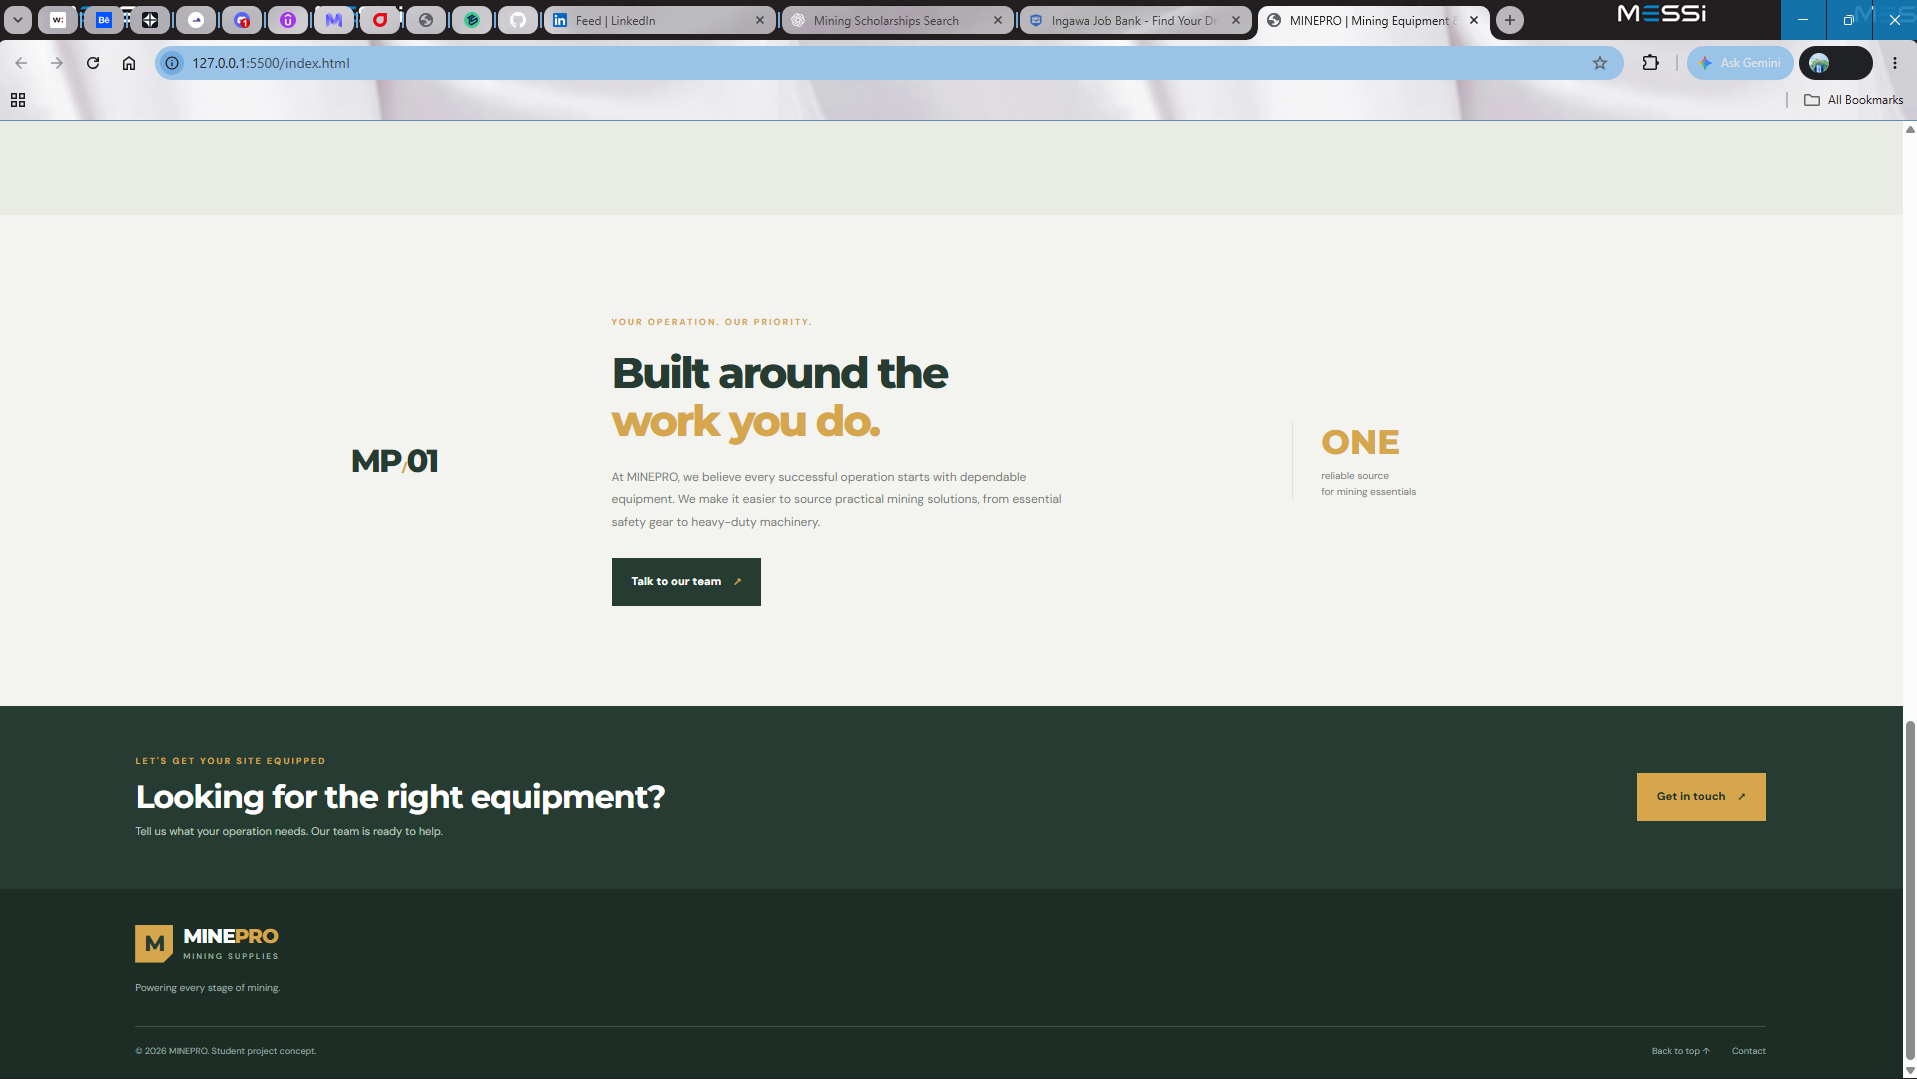 w:
Bē
1
Feed | LinkedIn
Mining Scholarships Search
Ingawa Job Bank - Find Your Dr
MINEPRO | Mining Equipment
MESSi
127.0.0.1:5500/index.html
Ask Gemini
All Bookmarks
YOUR OPERATION. OUR PRIORITY.
Built around the
work you do.
MP/01
At MINEPRO, we believe every successful operation starts with dependable
equipment. We make it easier to source practical mining solutions, from essential
safety gear to heavy-duty machinery.
Talk to our team ↗
ONE
reliable source
for mining essentials
LET'S GET YOUR SITE EQUIPPED
Looking for the right equipment?
Tell us what your operation needs. Our team is ready to help.
Get in touch ↗
M
MINEPRO
MINING SUPPLIES
Powering every stage of mining.
© 2026 MINEPRO. Student project concept.
Back to top ↑
Contact